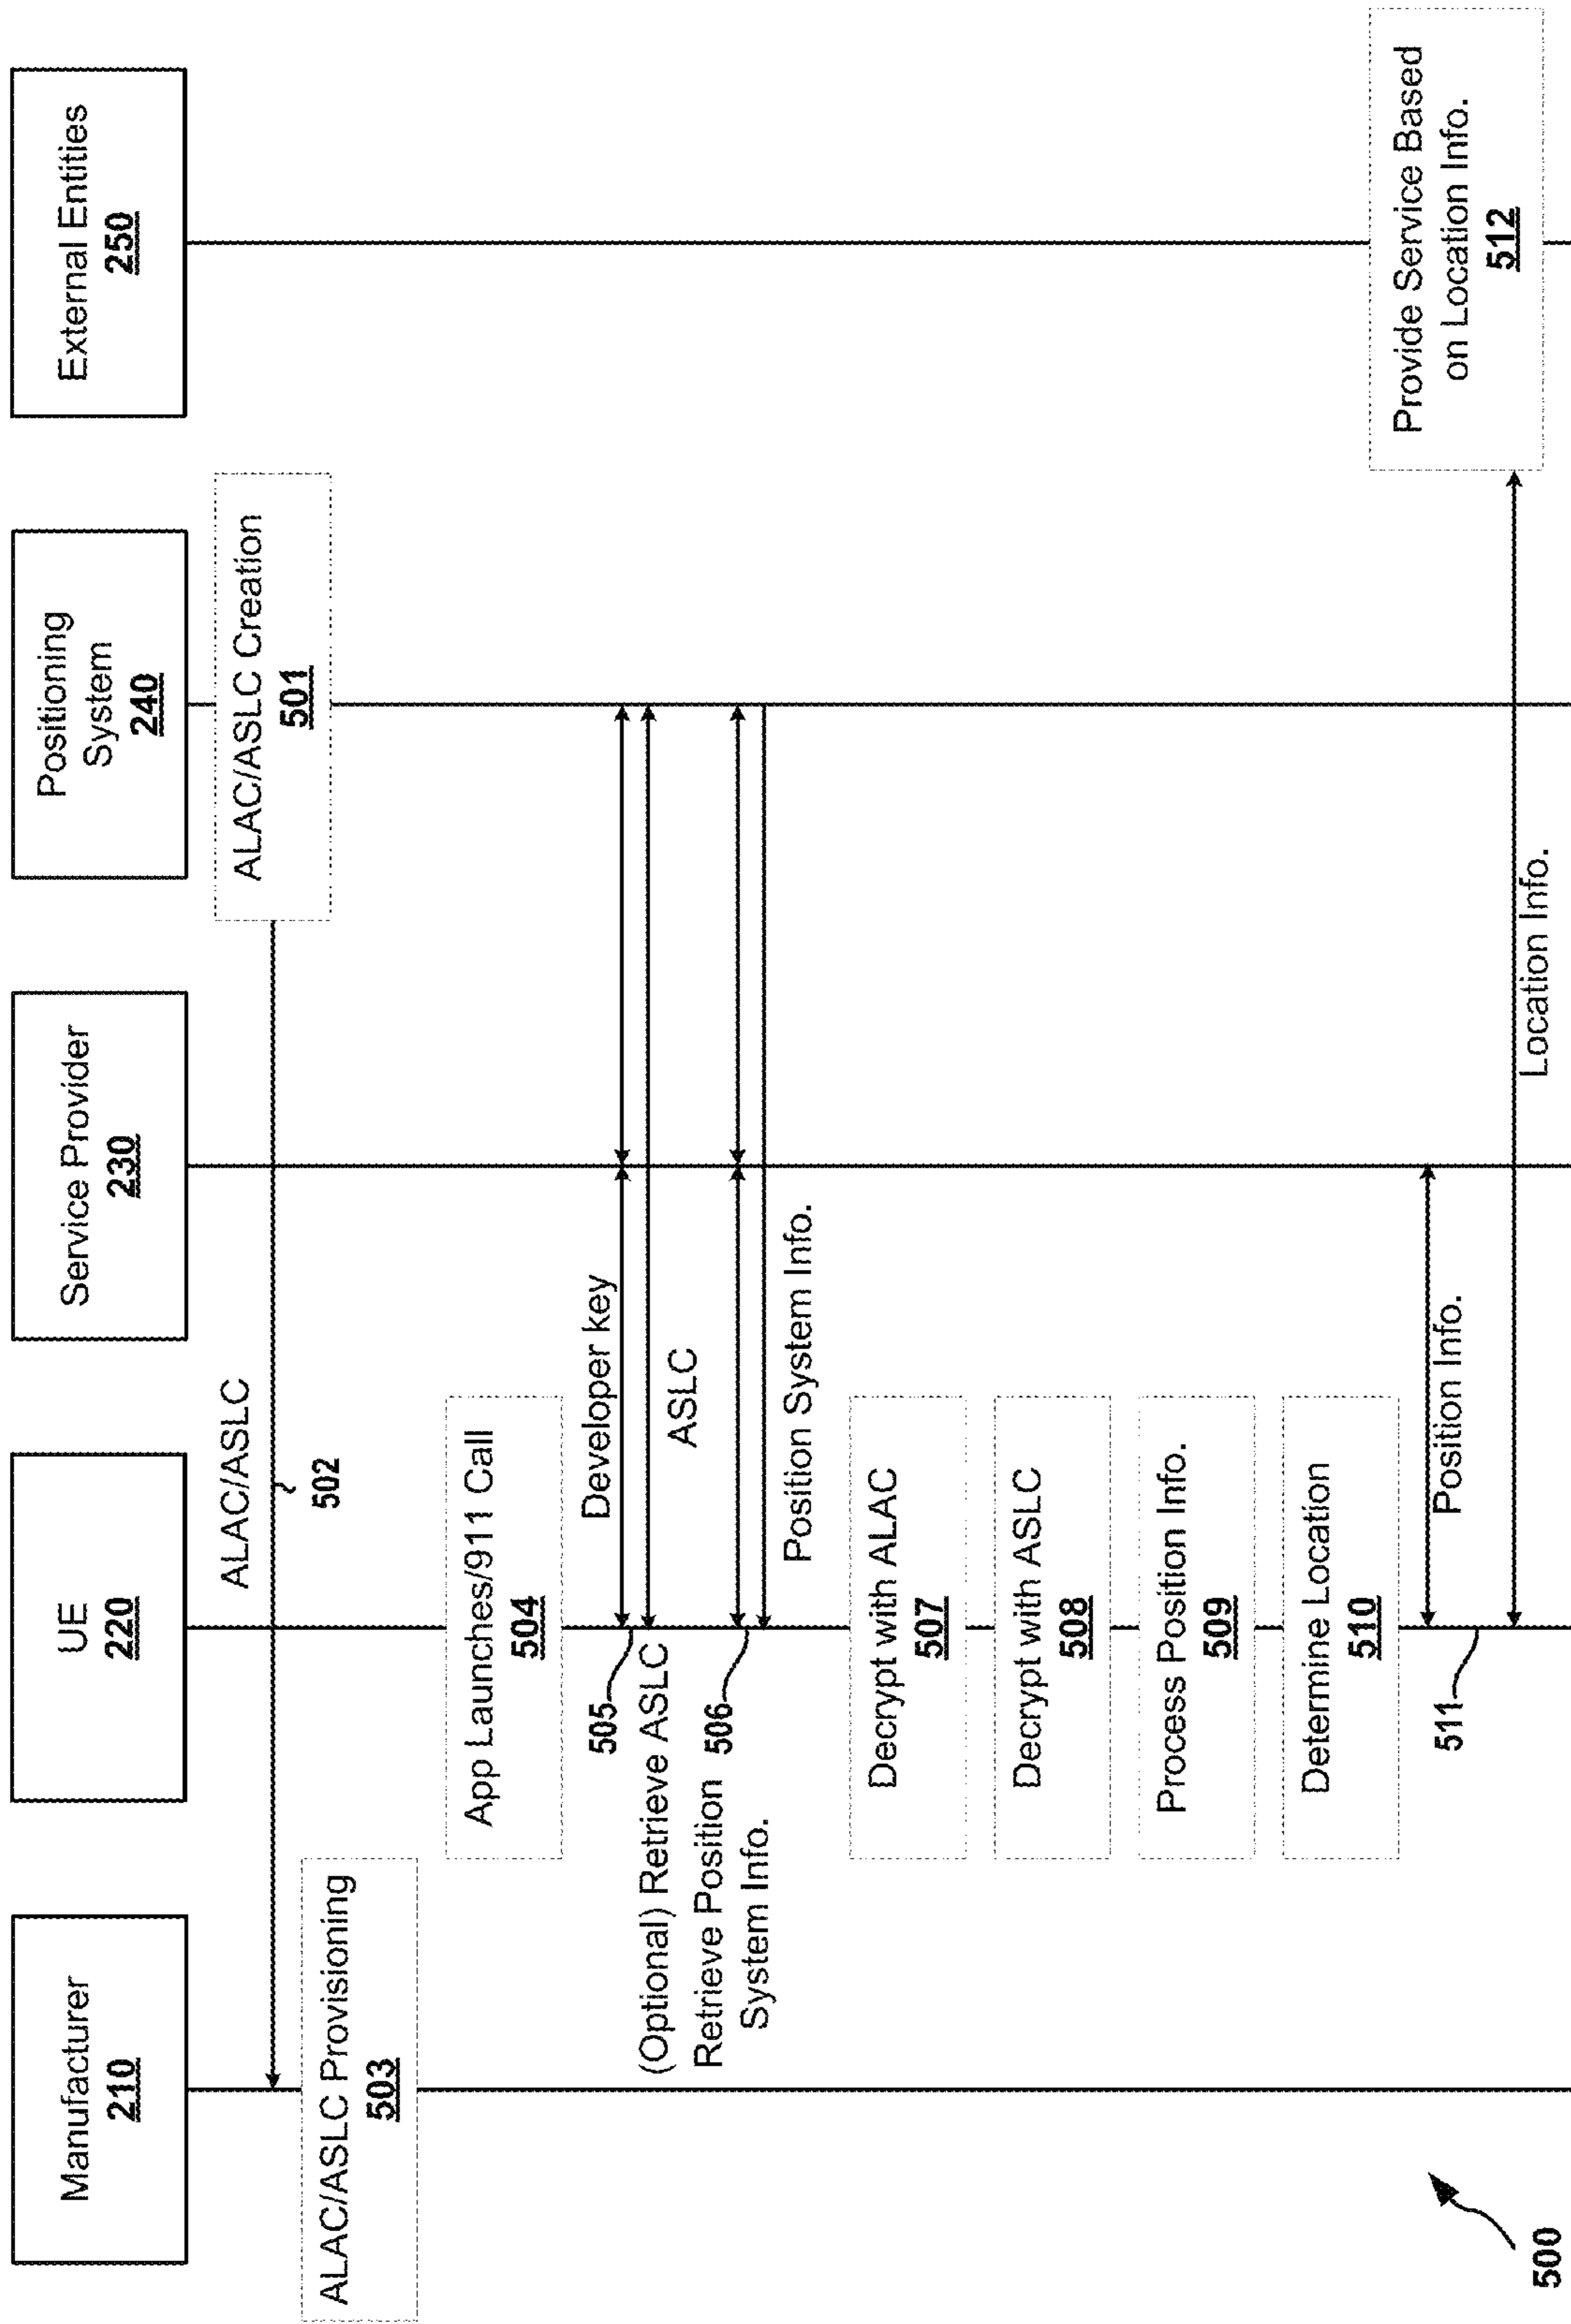 Manufacturer
210
UE
220
Service Provider
230
Positioning
System
240
External Entities
250
ALAC/ASLC Creation
501
ALAC/ASLC
502
ALAC/ASLC Provisioning
503
App Launches/911 Call
504
Developer key
505
(Optional) Retrieve ASLC
ASLC
Retrieve Position
System Info.
506
Position System Info.
Decrypt with ALAC
507
Decrypt with ASLC
508
Process Position Info.
509
Determine Location
510
Position Info.
511
Location Info.
Provide Service Based
on Location Info.
512
500